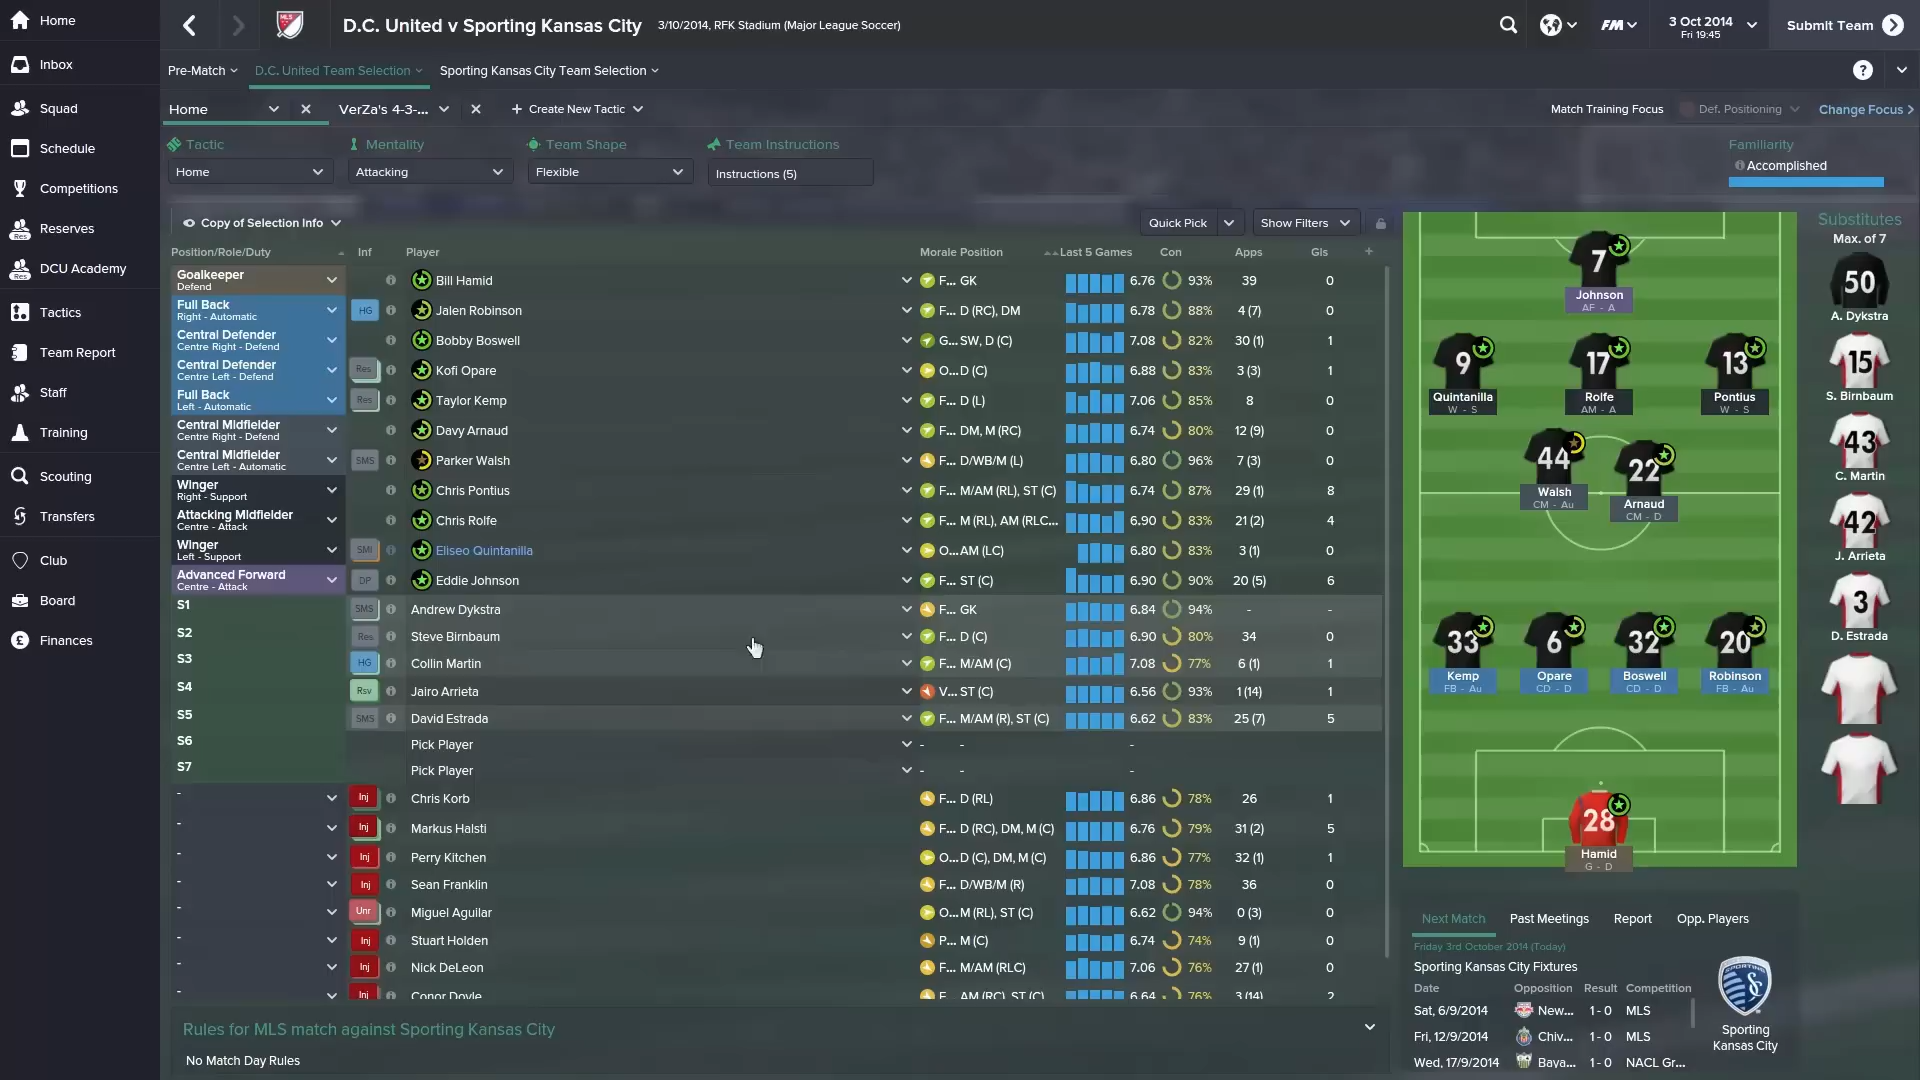 Home
Inbox
Squad
Schedule
Competitions
Reserves
DCU Academy
Tactics
Team Report
Staff
Training
Scouting
Transfers
Club
Board
Finances
D.C. United v Sporting Kansas City 3/10/2014, RFK Stadium (Major League Soccer)
FM 3 Oct 2014 Submit Team
Fri 19:45
Pre-Match D.C. United Team Selection Sporting Kansas City Team Selection
Home VerZa's 4-3-... + Create New Tactic Match Training Focus Def. Positioning Change Focus
Tactic Mentality Team Shape Team Instructions Familiarity
Home Attacking Flexible Instructions (5) Accomplished
Copy of Selection Info Quick Pick Show Filters
Position/Role/Duty Inf Player Morale Position Last 5 Games Con Apps Gls +
Goalkeeper Defend Bill Hamid F... GK 6.76 93% 39 0
Full Back Right - Automatic HG Jalen Robinson F... D (RC), DM 6.78 88% 4 (7) 0
Central Defender Centre Right - Defend Bobby Boswell G... SW, D (C) 7.08 82% 30 (1) 1
Central Defender Centre Left - Defend Res Kofi Opare O... D (C) 6.88 83% 3 (3) 1
Full Back Left - Automatic Res Taylor Kemp F... D (L) 7.06 85% 8 0
Central Midfielder Centre Right - Defend Davy Arnaud F... DM, M (RC) 6.74 80% 12 (9) 0
Central Midfielder Centre Left - Automatic SMS Parker Walsh F... D/WB/M (L) 6.80 96% 7 (3) 0
Winger Right - Support Chris Pontius F... M/AM (RL), ST (C) 6.74 87% 29 (1) 8
Attacking Midfielder Centre - Attack Chris Rolfe F... M (RL), AM (RLC... 6.90 83% 21 (2) 4
Winger Left - Support SMI Eliseo Quintanilla O... AM (LC) 6.80 83% 3 (1) 0
Advanced Forward Centre - Attack DP Eddie Johnson F... ST (C) 6.90 90% 20 (5) 6
S1 SMS Andrew Dykstra F... GK 6.84 94% - -
S2 Res Steve Birnbaum F... D (C) 6.90 80% 34 0
S3 HG Collin Martin F... M/AM (C) 7.08 77% 6 (1) 1
S4 Rsv Jairo Arrieta V... ST (C) 6.56 93% 1 (14) 1
S5 SMS David Estrada F... M/AM (R), ST (C) 6.62 83% 25 (7) 5
S6 Pick Player - - -
S7 Pick Player - - -
- Inj Chris Korb F... D (RL) 6.86 78% 26 1
- Inj Markus Halsti F... D (RC), DM, M (C) 6.76 79% 31 (2) 5
- Inj Perry Kitchen O... D (C), DM, M (C) 6.86 77% 32 (1) 1
- Inj Sean Franklin F... D/WB/M (R) 7.08 78% 36 0
- Unr Miguel Aguilar O... M (RL), ST (C) 6.62 94% 0 (3) 0
- Inj Stuart Holden P... M (C) 6.74 74% 9 (1) 0
- Inj Nick DeLeon F... M/AM (RLC) 7.06 76% 27 (1) 0
- Inj Conor Doyle F... AM (RC), ST (C) 6.64 76% 3 (14) 2
Rules for MLS match against Sporting Kansas City
No Match Day Rules
7
Johnson
AF - A
9 17 13
Quintanilla Rolfe Pontius
W - S AM - A W - S
44 22
Walsh Arnaud
CM - Au CM - D
33 6 32 20
Kemp Opare Boswell Robinson
FB - Au CD - D CD - D FB - Au
28
Hamid
G - D
Substitutes
Max. of 7
50
A. Dykstra
15
S. Birnbaum
43
C. Martin
42
J. Arrieta
3
D. Estrada
Next Match Past Meetings Report Opp. Players
Friday 3rd October 2014 (Today)
Sporting Kansas City Fixtures
Date Opposition Result Competition
Sat, 6/9/2014 New... 1 - 0 MLS
Fri, 12/9/2014 Chiv... 1 - 0 MLS
Wed, 17/9/2014 Baya... 1 - 0 NACL Gr...
Sporting
Kansas City